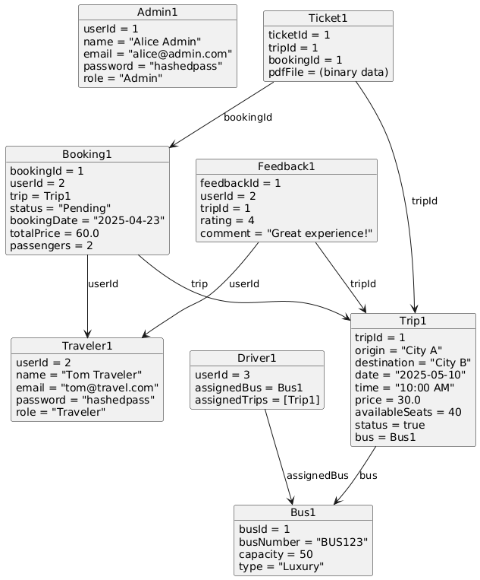 Admin1
userId = 1
name = "Alice Admin"
email = "alice@admin.com"
password = "hashedpass"
role = "Admin"
Ticket1
ticketId = 1
tripId = 1
bookingId = 1
pdfFile = (binary data)
bookingId
tripId
Booking1
bookingId = 1
userId = 2
trip = Trip1
status = "Pending"
bookingDate = "2025-04-23"
totalPrice = 60.0
passengers = 2
Feedback1
feedbackId = 1
userId = 2
tripId = 1
rating = 4
comment = "Great experience!"
userId
trip
userId
tripId
Traveler1
userId = 2
name = "Tom Traveler"
email = "tom@travel.com"
password = "hashedpass"
role = "Traveler"
Driver1
userId = 3
assignedBus = Bus1
assignedTrips = [Trip1]
Trip1
tripId = 1
origin = "City A"
destination = "City B"
date = "2025-05-10"
time = "10:00 AM"
price = 30.0
availableSeats = 40
status = true
bus = Bus1
assignedBus
bus
Bus1
busId = 1
busNumber = "BUS123"
capacity = 50
type = "Luxury"